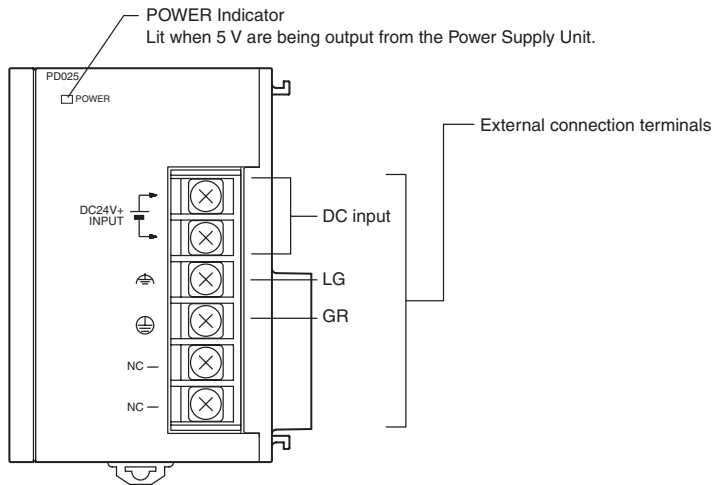 POWER Indicator
Lit when 5 V are being output from the Power Supply Unit.
PD025
POWER
External connection terminals
DC24V+
INPUT
DC input
LG
GR
NC
NC